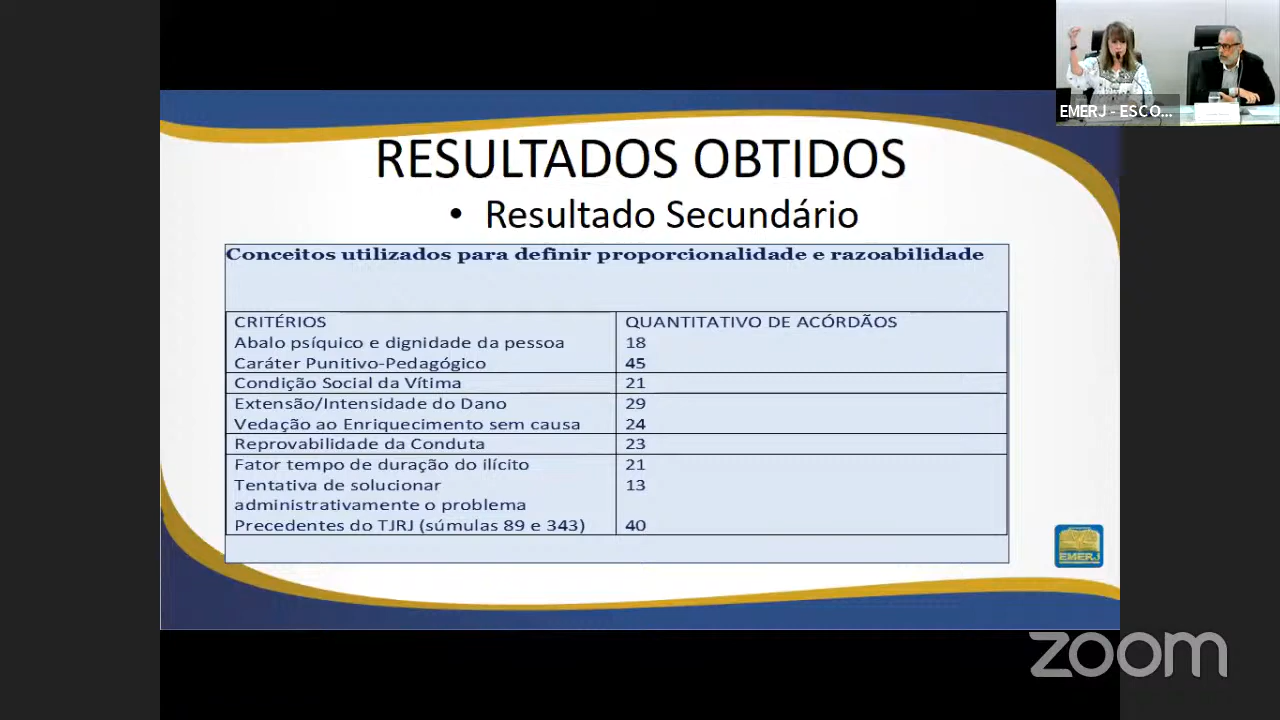 EMERJ - ESCO...
RESULTADOS OBTIDOS
• Resultado Secundário
Conceitos utilizados para definir proporcionalidade e razoabilidade
CRITÉRIOS QUANTITATIVO DE ACÓRDÃOS
Abalo psíquico e dignidade da pessoa 18
Caráter Punitivo-Pedagógico 45
Condição Social da Vítima 21
Extensão/Intensidade do Dano 29
Vedação ao Enriquecimento sem causa 24
Reprovabilidade da Conduta 23
Fator tempo de duração do ilícito 21
Tentativa de solucionar 13
administrativamente o problema
Precedentes do TJRJ (súmulas 89 e 343) 40
EMERJ
zoom